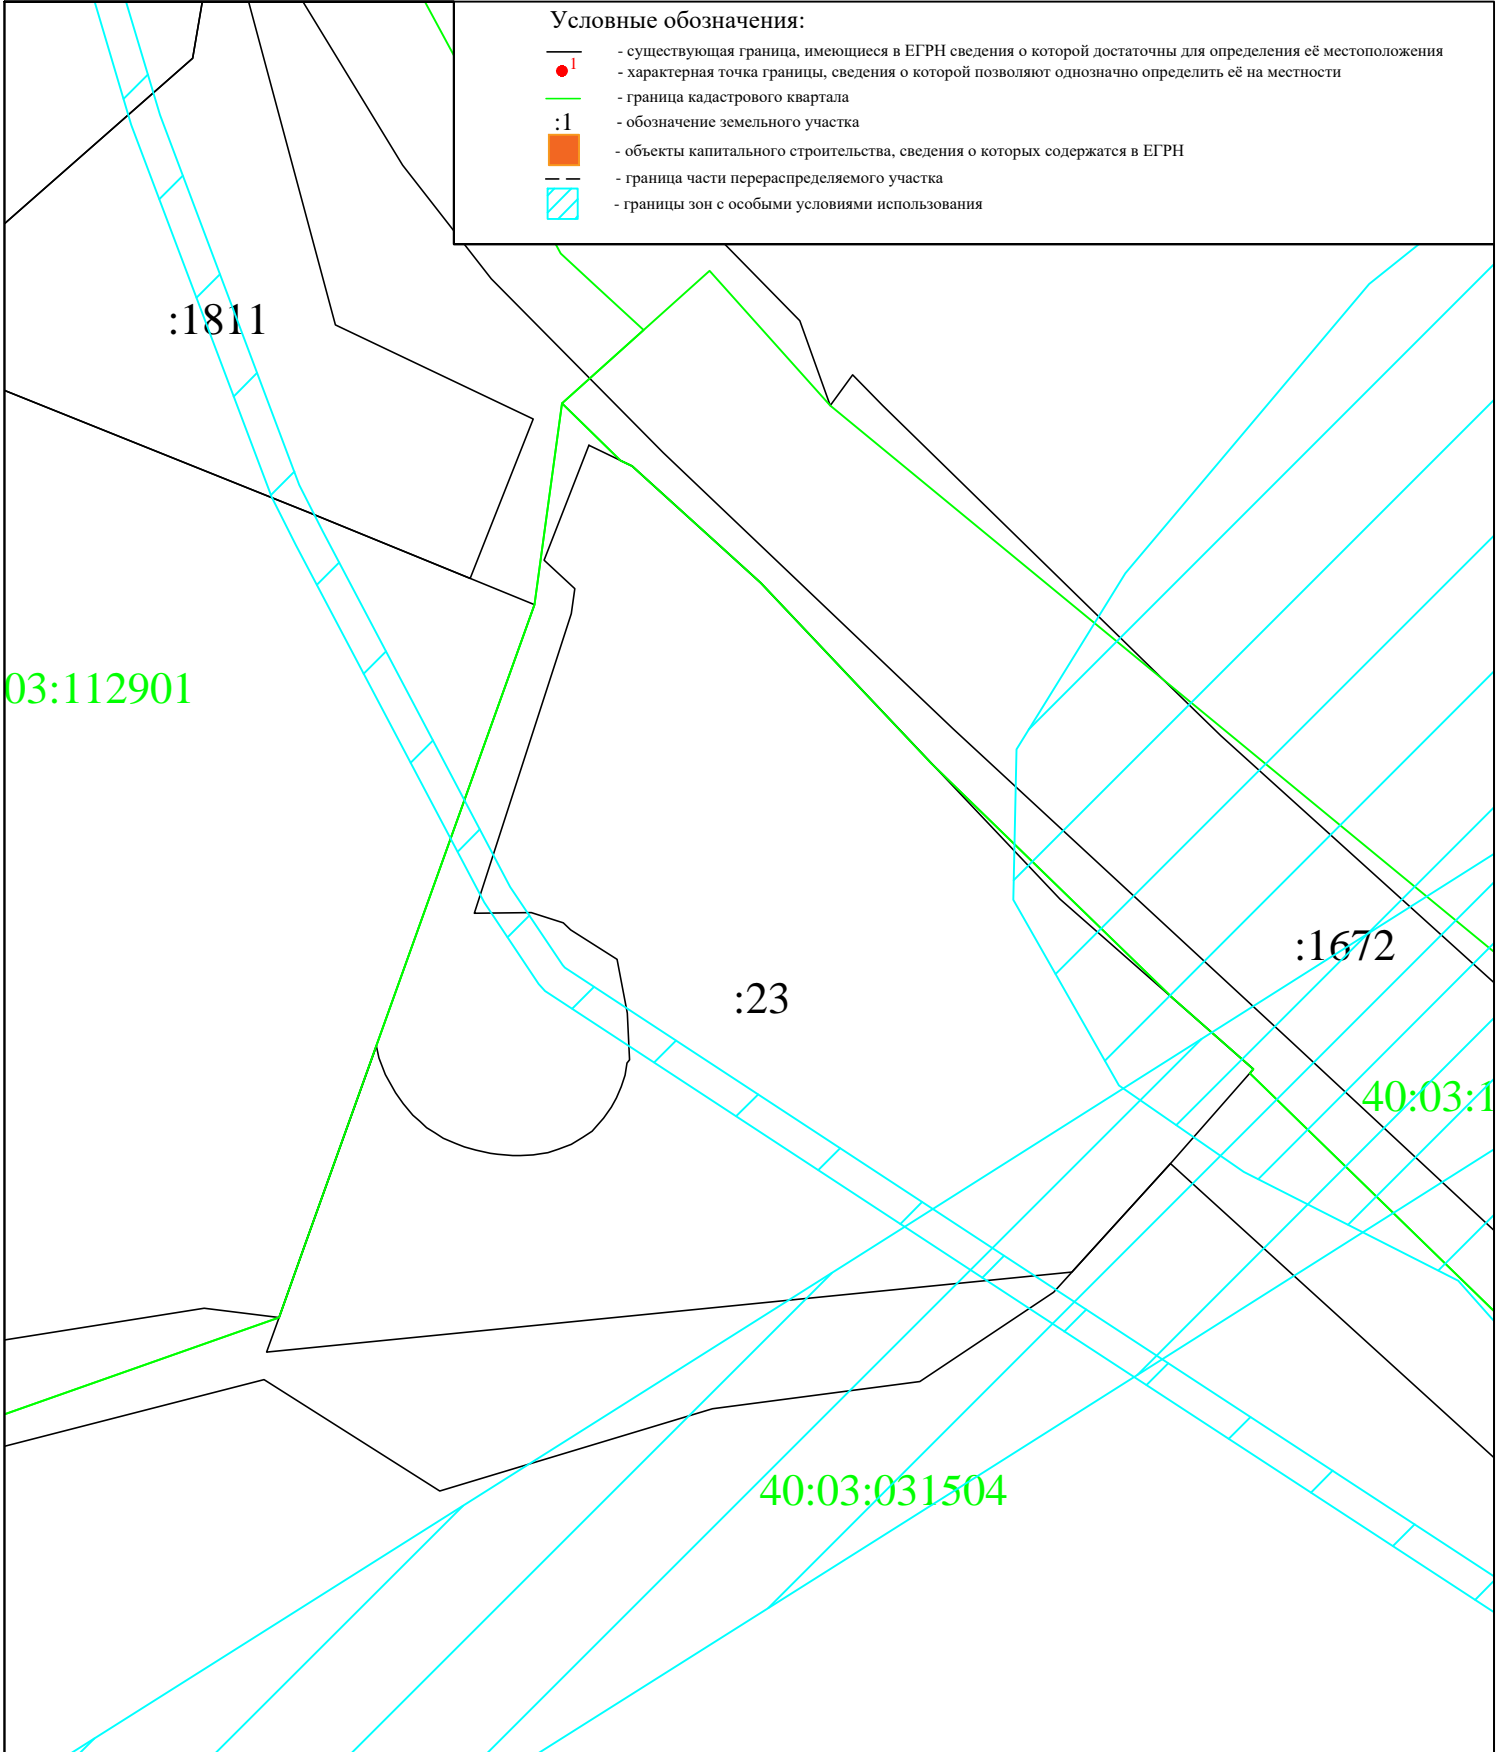 Условные обозначения:
- существующая граница, имеющиеся в ЕГРН сведения о которой достаточны для определения её местоположения
1
- характерная точка границы, сведения о которой позволяют однозначно определить её на местности
- граница кадастрового квартала
:1
- обозначение земельного участка
- объекты капитального строительства, сведения о которых содержатся в ЕГРН
- граница части перераспределяемого участка
- границы зон с особыми условиями использования
:1811
03:112901
:1672
:23
40:03:1
40:03:031504